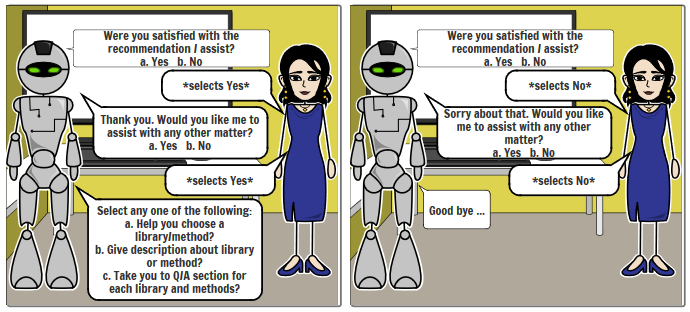 Were you satisfied with the
recommendation / assist?
a. Yes b. No
*selects Yes*
Thank you. Would you like me to
assist with any other matter?
a. Yes b. No
*selects Yes*
Select any one of the following:
a. Help you choose a
library/method?
b. Give description about library
or method?
c. Take you to Q/A section for
each library and methods?
Were you satisfied with the
recommendation / assist?
a. Yes b. No
*selects No*
Sorry about that. Would you like
me to assist with any other
matter?
a. Yes b. No
*selects No*
Good bye ...